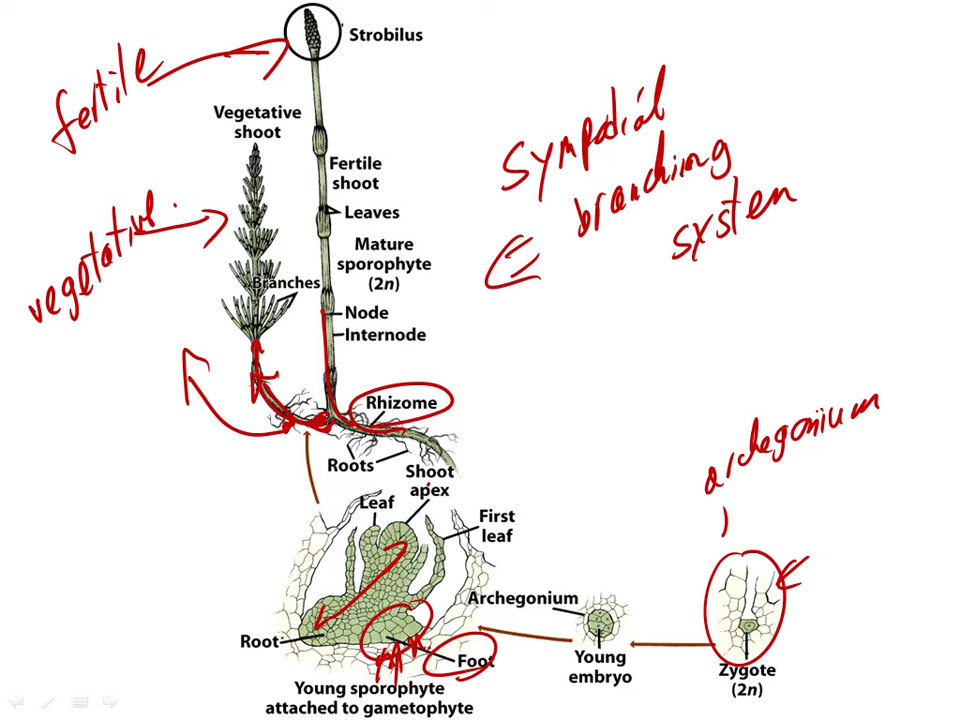 Strobilus
fertile
Vegetative
shoot
Fertile
shoot
Leaves
vegetative.
Mature
sporophyte
(2n)
Branches
Node
Internode
Sympodial
branching
system
Rhizome
Roots
Shoot
apex
Leaf
First
leaf
archegonium
Archegonium
Root
Foot
Young
embryo
Zygote
(2n)
Young sporophyte
attached to gametophyte